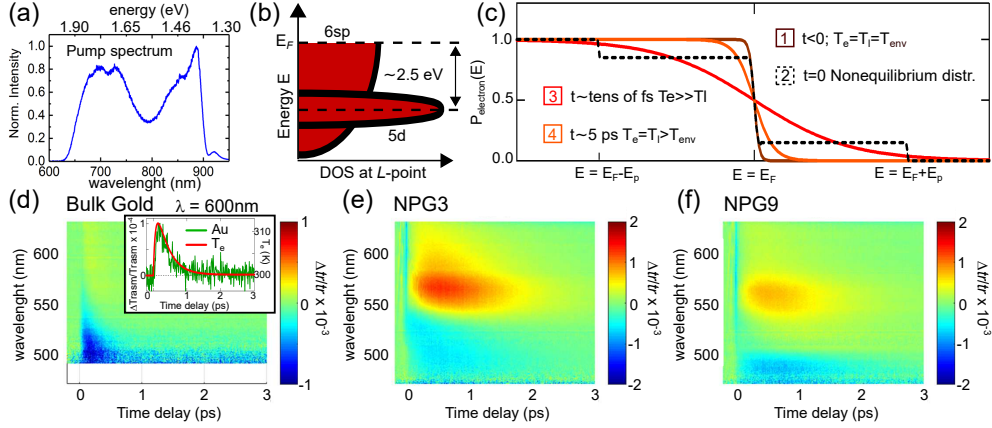 (a)
energy (eV)
1.90 1.65 1.46 1.30
Pump spectrum
Norm. Intensity
1.0
0.8
0.6
0.4
0.2
0.0
600 700 800 900
wavelenght (nm)
(b)
6sp
E_F
~2.5 eV
Energy E
5d
DOS at L-point
(c)
P_electron(E)
1.0
0.5
0.0
1 t<0; T_e=T_l=T_env
2 t=0 Nonequilibrium distr.
3 t~tens of fs Te>>Tl
4 t~5 ps T_e=T_l>T_env
E = E_F-E_p E = E_F E = E_F+E_p
(d) Bulk Gold λ = 600nm
wavelenght (nm)
600
550
500
0 1 2 3
Time delay (ps)
ΔTrasm/Trasm x 10^-4
1
0
Au
T_e
310
300
T_e (K)
0 1 2 3
Time delay (ps)
1
0
-1
Δtr/tr x 10^-3
(e) NPG3
wavelenght (nm)
600
550
500
0 1 2 3
Time delay (ps)
2
1
0
-1
-2
Δtr/tr x 10^-3
(f) NPG9
wavelenght (nm)
600
550
500
0 1 2 3
Time delay (ps)
2
1
0
-1
-2
Δtr/tr x 10^-3